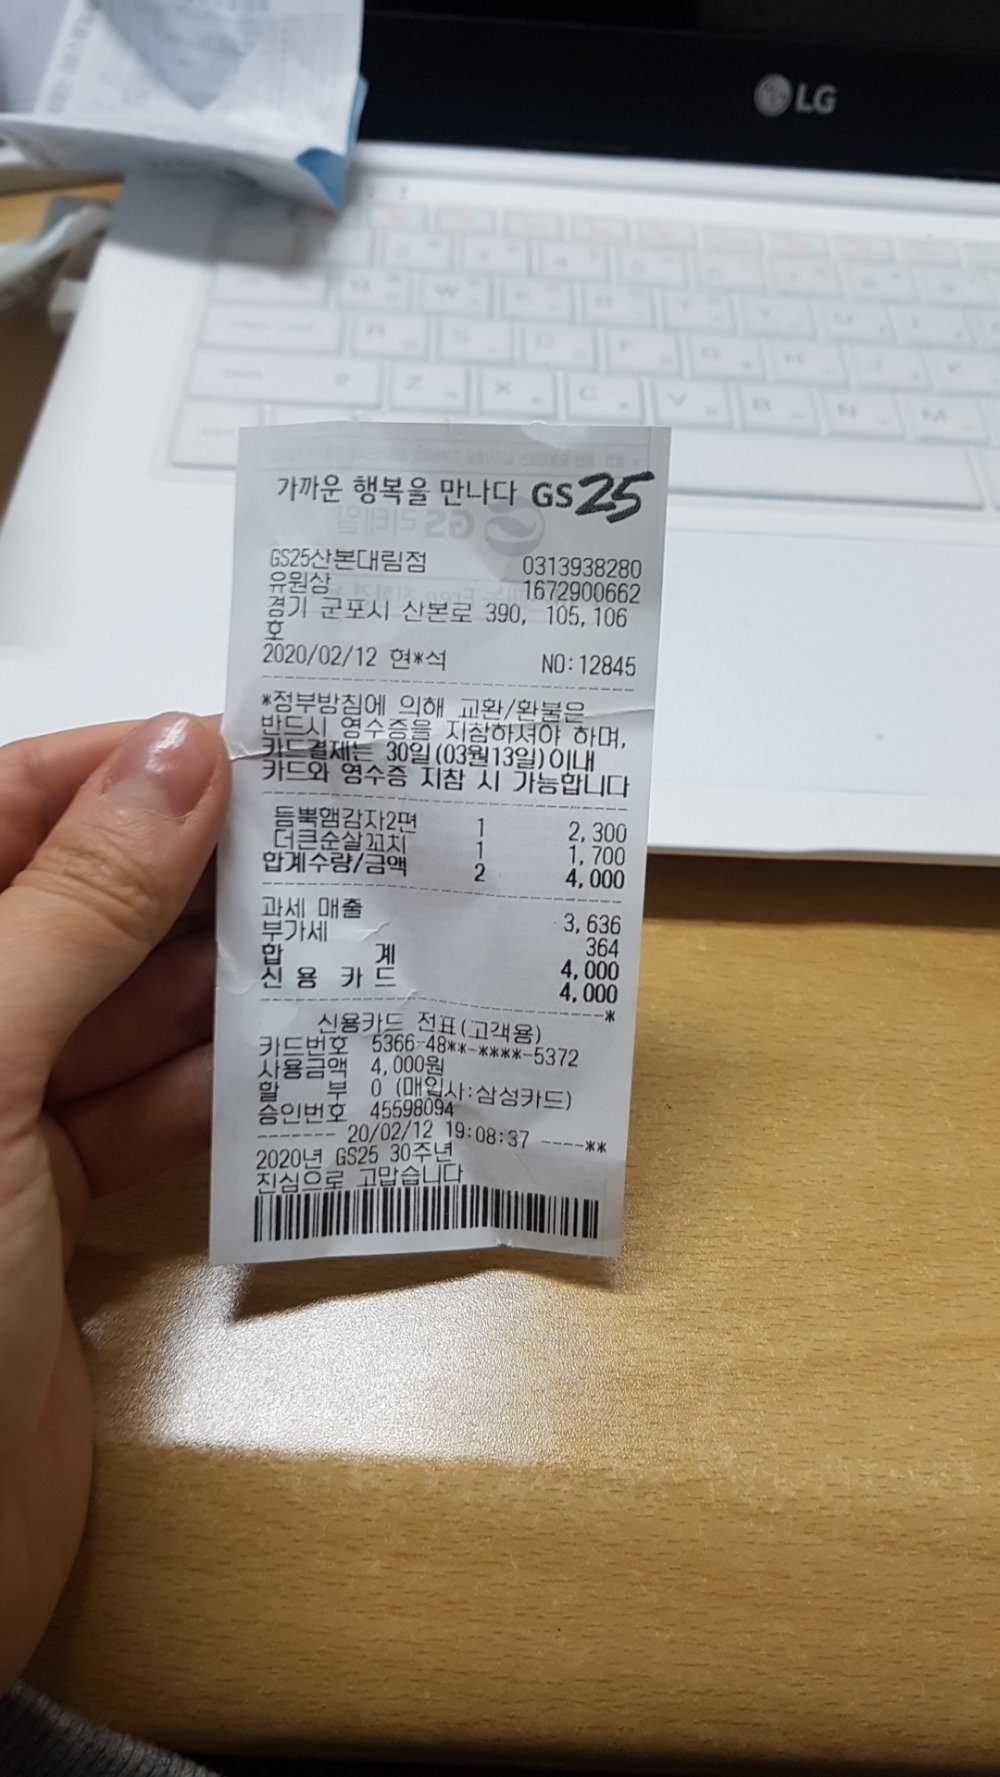 LG
가까운 행복을 만나다 GS25
GS25산본대림점 0313938280
유원상 1672900662
경기 군포시 산본로 390, 105,106
호
2020/02/12 현*석 NO:12845
*정부방침에 의해 교환/환불은
반드시 영수증을 지참하셔야 하며,
카드결제는 30일(03월13일)이내
카드와 영수증 지참 시 가능합니다
듬뿍햄감자2편 1 2,300
더큰순살꼬치 1 1,700
합계수량/금액 2 4,000
과세 매출 3,636
부가세 364
합 계 4,000
신 용 카 드 4,000
신용카드 전표(고객용)
카드번호 5366-48**-****-5372
사용금액 4,000원
할 부 0 (매입사:삼성카드)
승인번호 45598094
20/02/12 19:08:37 ----**
2020년 GS25 30주년
진심으로 고맙습니다